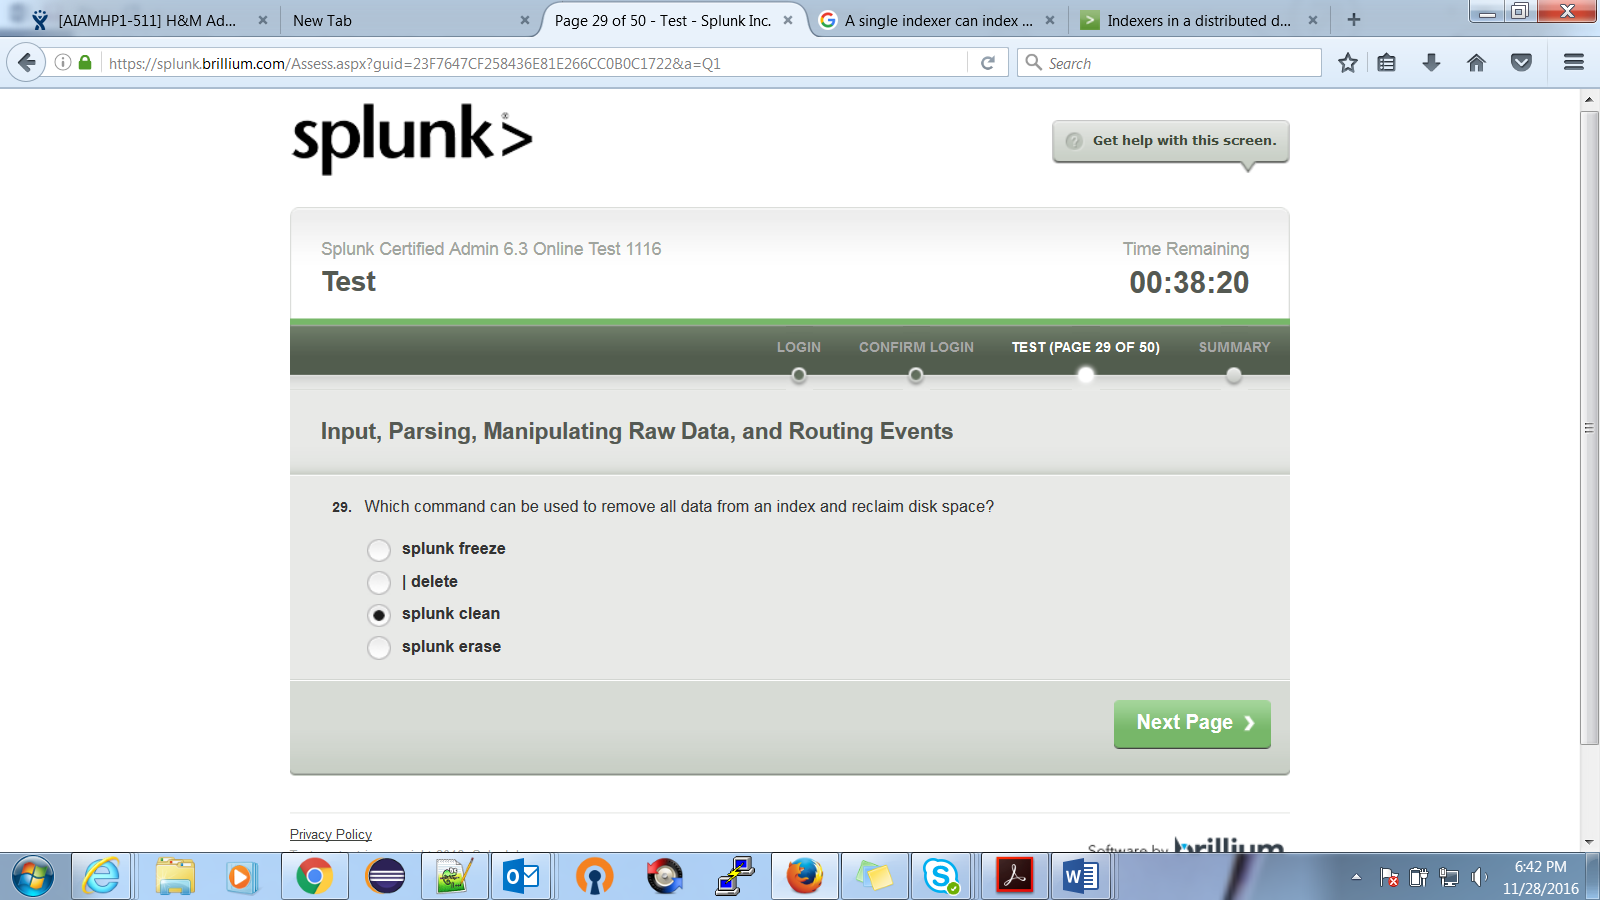 [AIAMHP1-511] H&M Ad...
New Tab
Page 29 of 50 - Test - Splunk Inc.
A single indexer can index ...
Indexers in a distributed d...
https://splunk.brillium.com/Assess.aspx?guid=23F7647CF258436E81E266CC0B0C1722&a=Q1
Search
splunk>
Get help with this screen.
Splunk Certified Admin 6.3 Online Test 1116
Time Remaining
Test
00:38:20
LOGIN
CONFIRM LOGIN
TEST (PAGE 29 OF 50)
SUMMARY
Input, Parsing, Manipulating Raw Data, and Routing Events
29. Which command can be used to remove all data from an index and reclaim disk space?
splunk freeze
| delete
splunk clean
splunk erase
Next Page
Privacy Policy
Software by brillium
6:42 PM
11/28/2016